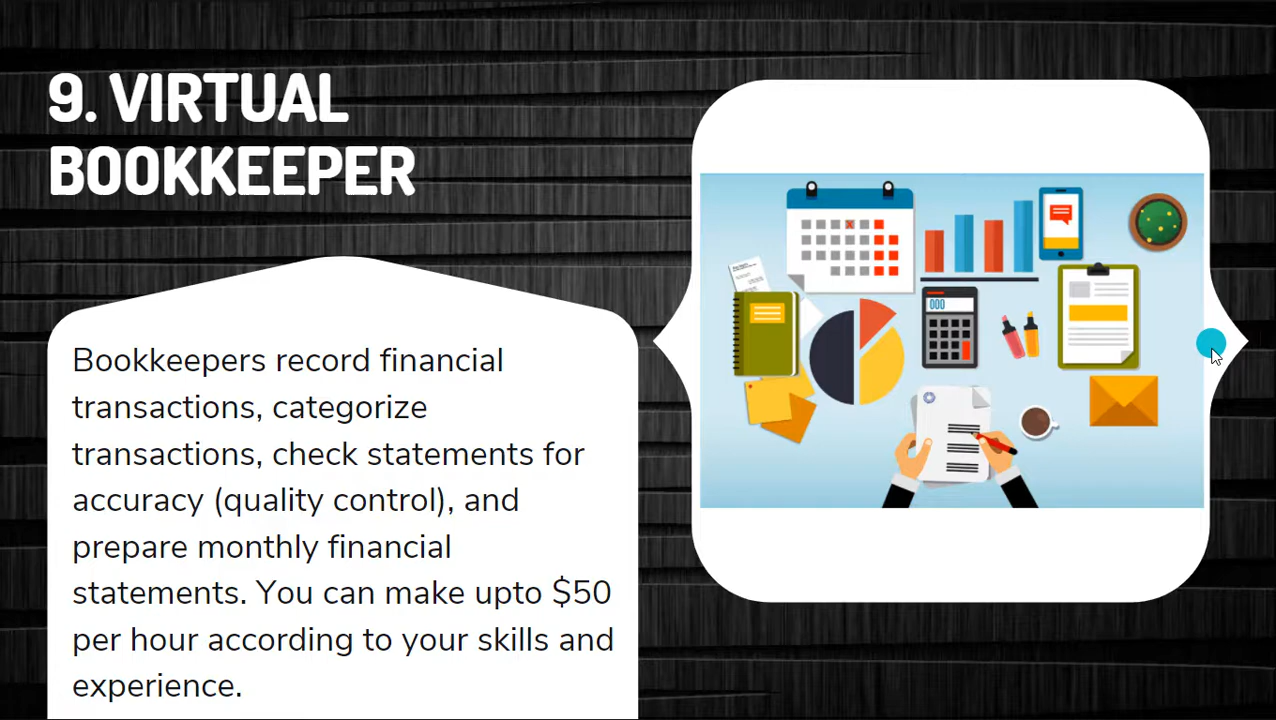 9. VIRTUAL
BOOKKEEPER
Bookkeepers record financial
transactions, categorize
transactions, check statements for
accuracy (quality control), and
prepare monthly financial
statements. You can make upto $50
per hour according to your skills and
experience.
000